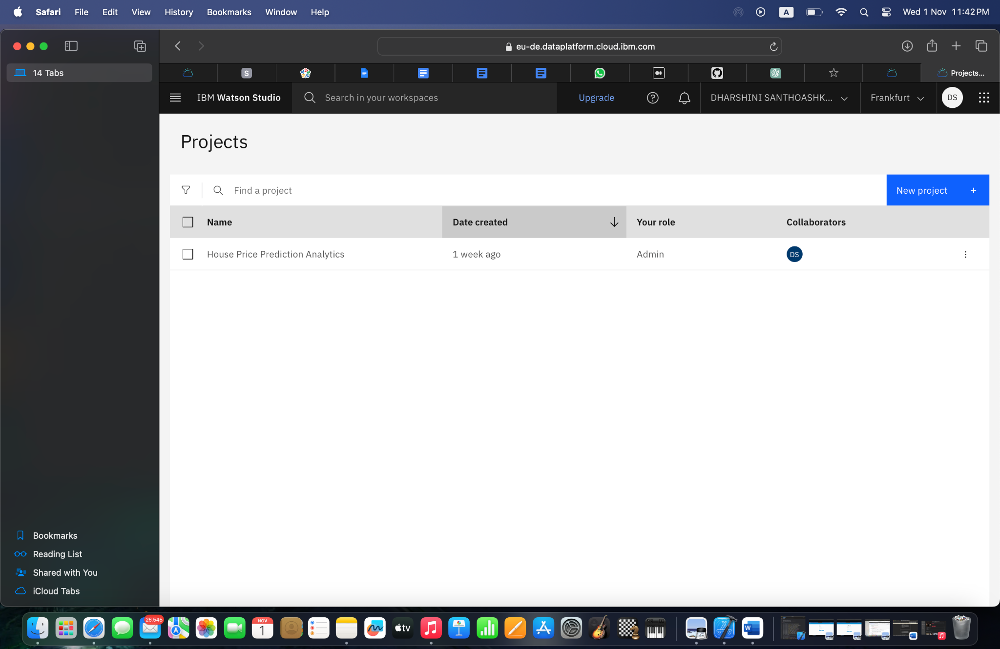 Safari File Edit View History Bookmarks Window Help A Wed 1 Nov 11:42 PM
eu-de.dataplatform.cloud.ibm.com
14 Tabs
S
Projects...
IBM Watson Studio
Search in your workspaces
Upgrade
DHARSHINI SANTHOASHK...
Frankfurt
DS
Projects
Find a project
New project +
Name Date created Your role Collaborators
House Price Prediction Analytics 1 week ago Admin DS
Bookmarks
Reading List
Shared with You
iCloud Tabs
26,545
NOV
1
tv
W